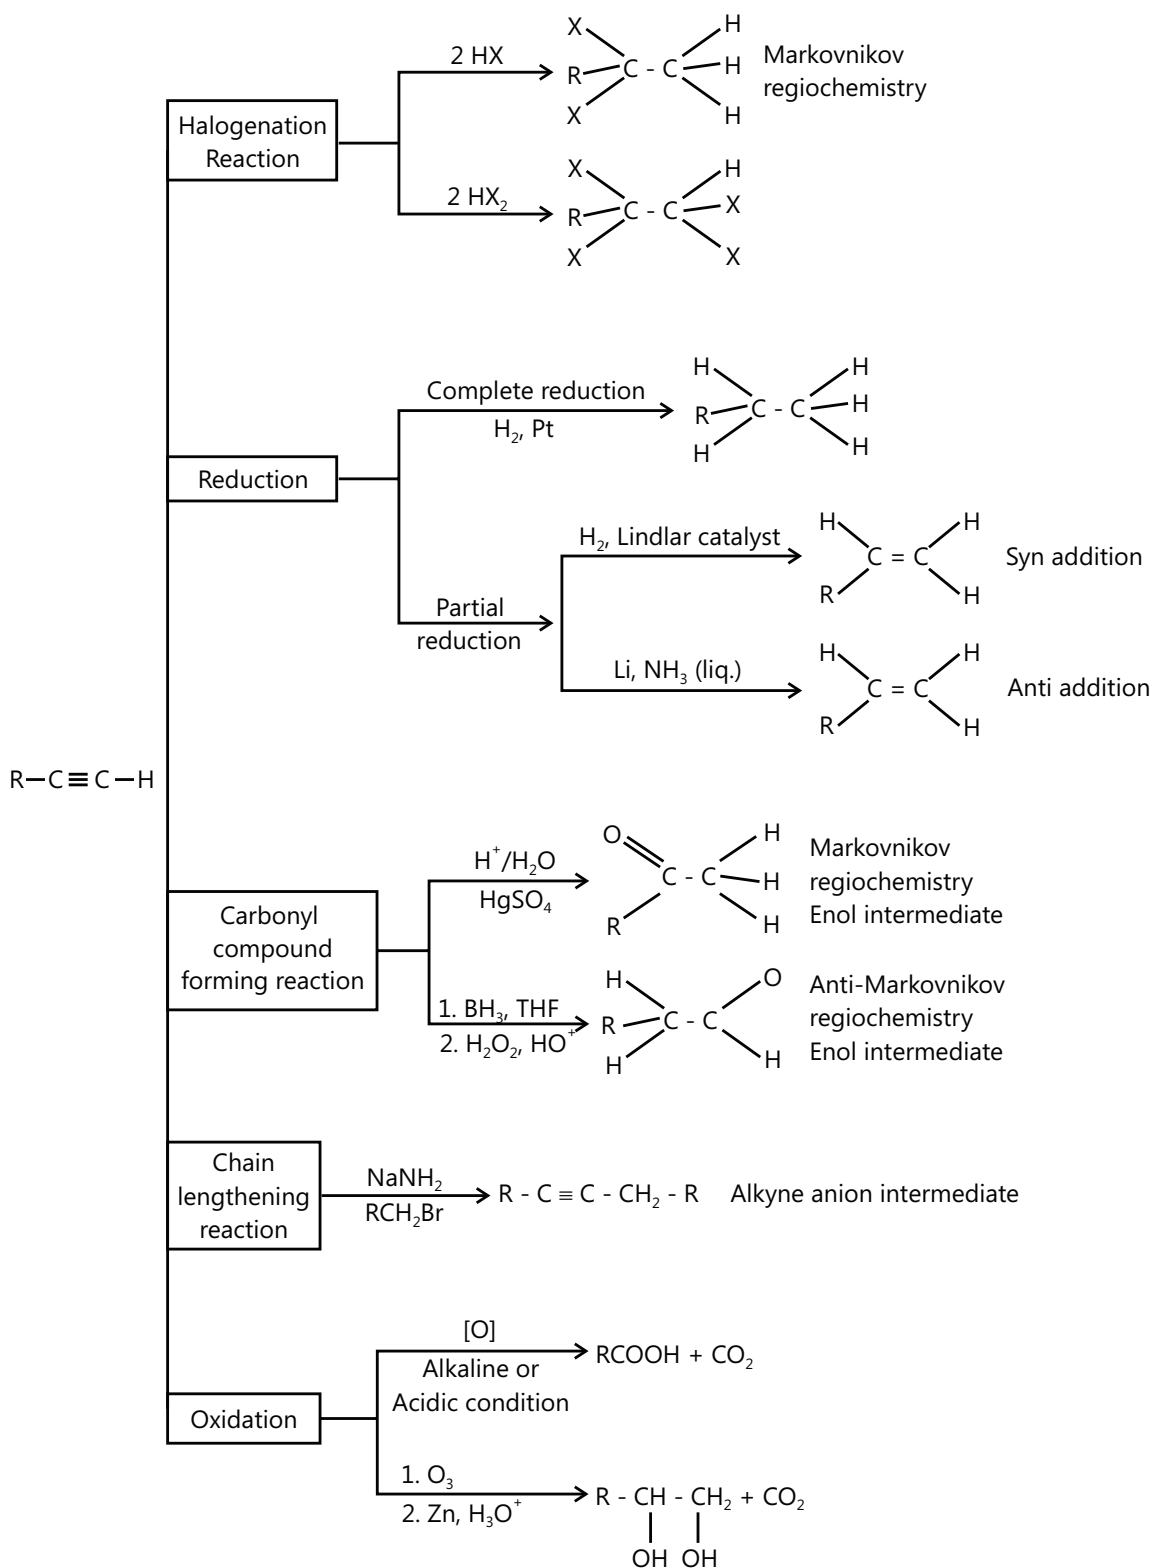 R—C≡C—H
Halogenation
Reaction
2 HX
X H
R C - C H
X H
Markovnikov
regiochemistry
2 HX₂
X H
R C - C X
X X
Reduction
Complete reduction
H₂, Pt
H H
R C - C H
H H
Partial
reduction
H₂, Lindlar catalyst
H H
C = C
R H
Syn addition
Li, NH₃ (liq.)
H H
C = C
R H
Anti addition
Carbonyl
compound
forming reaction
H⁺/H₂O
HgSO₄
O H
C - C H
R H
Markovnikov
regiochemistry
Enol intermediate
1. BH₃, THF
2. H₂O₂, HO⁺
H O
R C - C
H H
Anti-Markovnikov
regiochemistry
Enol intermediate
Chain
lengthening
reaction
NaNH₂
RCH₂Br
R - C ≡ C - CH₂ - R
Alkyne anion intermediate
Oxidation
[O]
Alkaline or
Acidic condition
RCOOH + CO₂
1. O₃
2. Zn, H₃O⁺
R - CH - CH₂ + CO₂
OH OH